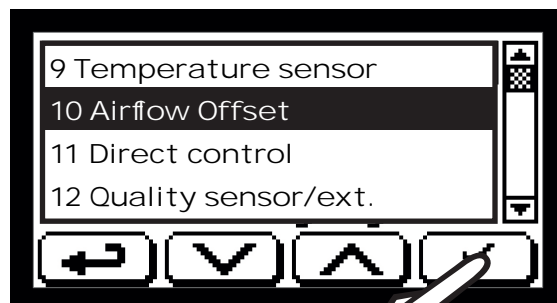 9 Temperature sensor
10 Airflow Offset
11 Direct control
12 Quality sensor/ext.